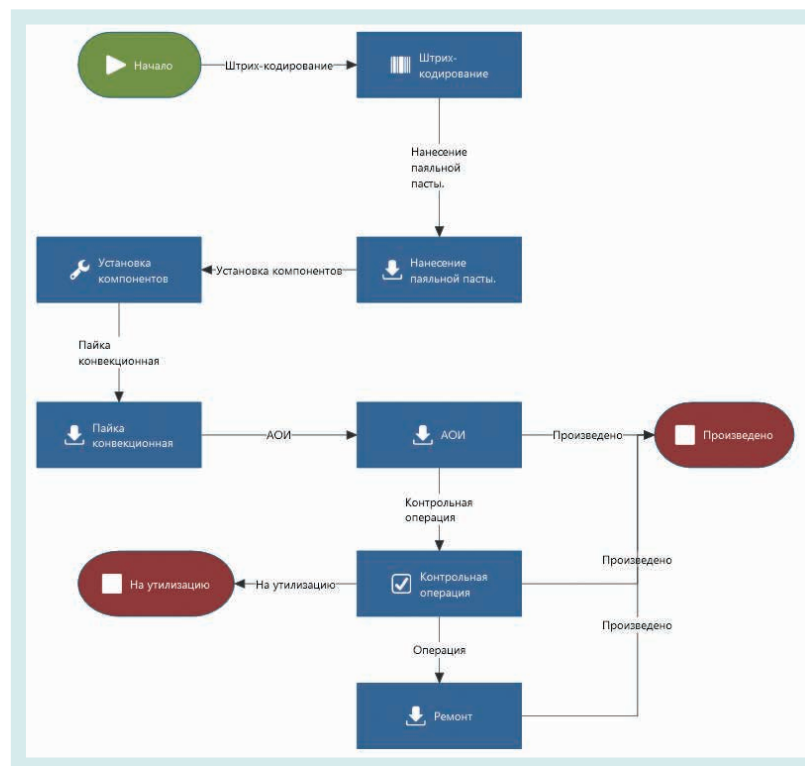 Начало
Штрих-кодирование
Штрих-
кодирование
Нанесение
паяльной
пасты.
Установка
компонентов
Установка компонентов
Нанесение
паяльной пасты.
Пайка
конвекционная
Пайка
конвекционная
АОИ
АОИ
Произведено
Произведено
Контрольная
операция
На утилизацию
На утилизацию
Контрольная
операция
Произведено
Произведено
Операция
Ремонт